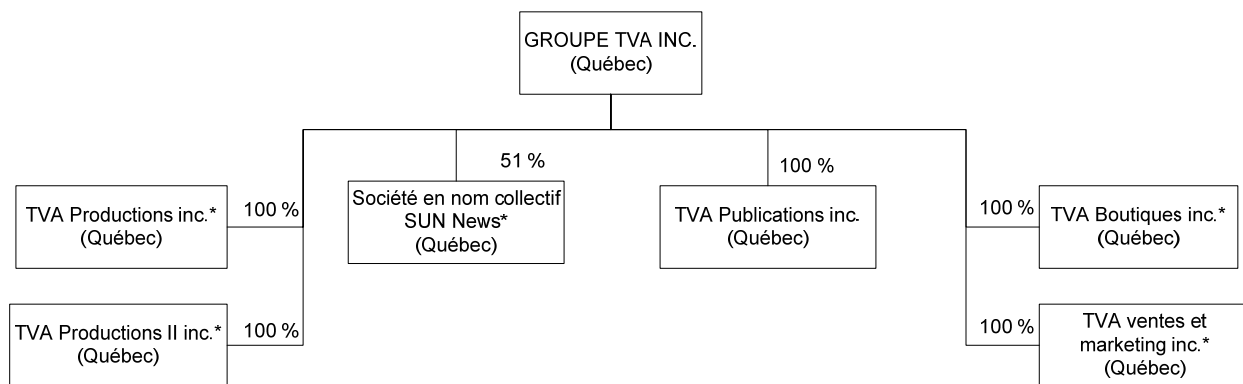 GROUPE TVA INC.
(Québec)
51 %
100 %
TVA Productions inc.*
(Québec)
100 %
Société en nom collectif
SUN News*
(Québec)
TVA Publications inc.
(Québec)
100 %
TVA Boutiques inc.*
(Québec)
TVA Productions II inc.*
(Québec)
100 %
100 %
TVA ventes et
marketing inc.*
(Québec)